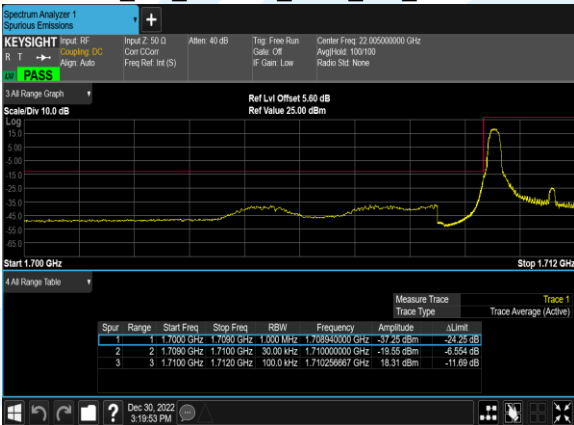 Spectrum Analyzer 1
Spurious Emissions
+
KEYSIGHT Input: RF
R T
Coupling: DC
Align: Auto
LXI PASS
Input Z: 50 Ω
Corr CCorr
Freq Ref: Int (S)
Atten: 40 dB
Trig: Free Run
Gate: Off
IF Gain: Low
Center Freq: 22.005000000 GHz
Avg|Hold: 100/100
Radio Std: None
3 All Range Graph
Scale/Div 10.0 dB
Ref Lvl Offset 5.60 dB
Ref Value 25.00 dBm
Log
15.0
5.00
-5.00
-15.0
-25.0
-35.0
-45.0
-55.0
-65.0
Start 1.700 GHz
Stop 1.712 GHz
4 All Range Table
Measure Trace Trace 1
Trace Type Trace Average (Active)
Spur Range Start Freq Stop Freq RBW Frequency Amplitude ΔLimit
1 1 1.7000 GHz 1.7090 GHz 1.000 MHz 1.708940000 GHz -37.25 dBm -24.25 dB
2 2 1.7090 GHz 1.7100 GHz 30.00 kHz 1.710000000 GHz -19.55 dBm -6.554 dB
3 3 1.7100 GHz 1.7120 GHz 100.0 kHz 1.710256667 GHz 18.31 dBm -11.69 dB
?
Dec 30, 2022
3:19:53 PM